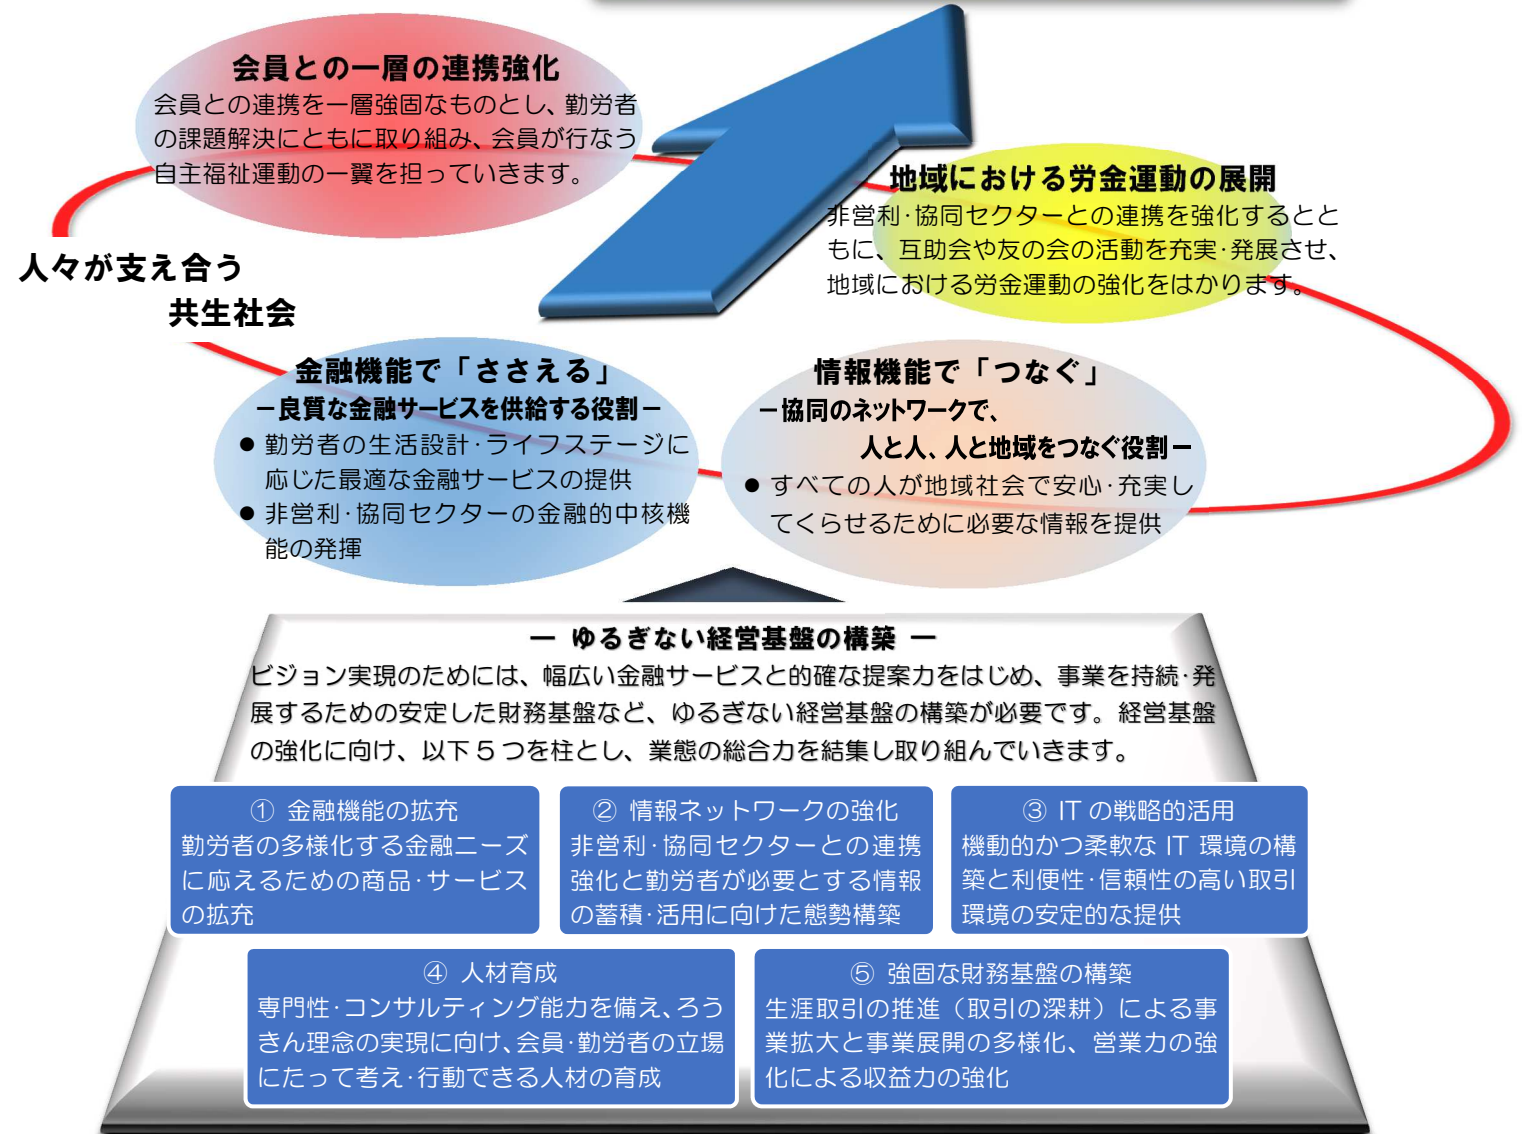 会員との一層の連携強化
会員との連携を一層強固なものとし、勤労者
の課題解決にともに取り組み、会員が行なう
自主福祉運動の一翼を担っていきます。
地域における労金運動の展開
非営利･協同セクターとの連携を強化するとと
もに、互助会や友の会の活動を充実･発展させ、
地域における労金運動の強化をはかります。
人々が支え合う
共生社会
金融機能で「ささえる」
－良質な金融サービスを供給する役割－
● 勤労者の生活設計･ライフステージに
応じた最適な金融サービスの提供
● 非営利･協同セクターの金融的中核機
能の発揮
情報機能で「つなぐ」
－協同のネットワークで、
人と人、人と地域をつなぐ役割－
● すべての人が地域社会で安心･充実し
てくらせるために必要な情報を提供
― ゆるぎない経営基盤の構築 ―
ビジョン実現のためには、幅広い金融サービスと的確な提案力をはじめ、事業を持続･発
展するための安定した財務基盤など、ゆるぎない経営基盤の構築が必要です。経営基盤
の強化に向け、以下５つを柱とし、業態の総合力を結集し取り組んでいきます。
① 金融機能の拡充
勤労者の多様化する金融ニーズ
に応えるための商品･サービス
の拡充
② 情報ネットワークの強化
非営利･協同セクターとの連携
強化と勤労者が必要とする情報
の蓄積･活用に向けた態勢構築
③ IT の戦略的活用
機動的かつ柔軟な IT 環境の構
築と利便性･信頼性の高い取引
環境の安定的な提供
④ 人材育成
専門性･コンサルティング能力を備え、ろう
きん理念の実現に向け、会員･勤労者の立場
にたって考え･行動できる人材の育成
⑤ 強固な財務基盤の構築
生涯取引の推進（取引の深耕）による事
業拡大と事業展開の多様化、営業力の強
化による収益力の強化